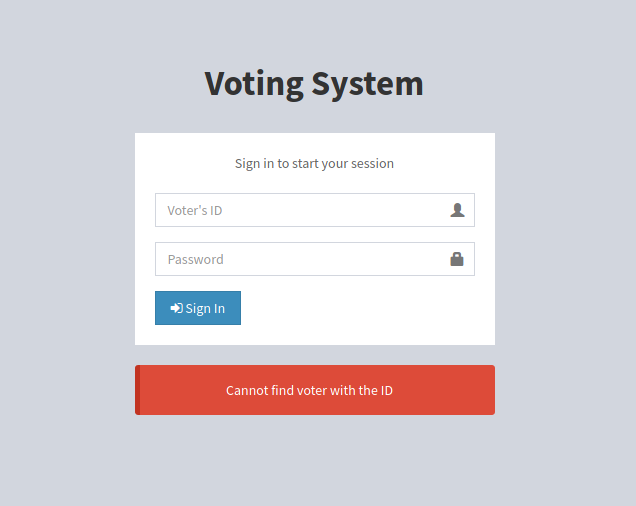 Voting System
Sign in to start your session
Voter's ID
Password
Sign In
Cannot find voter with the ID